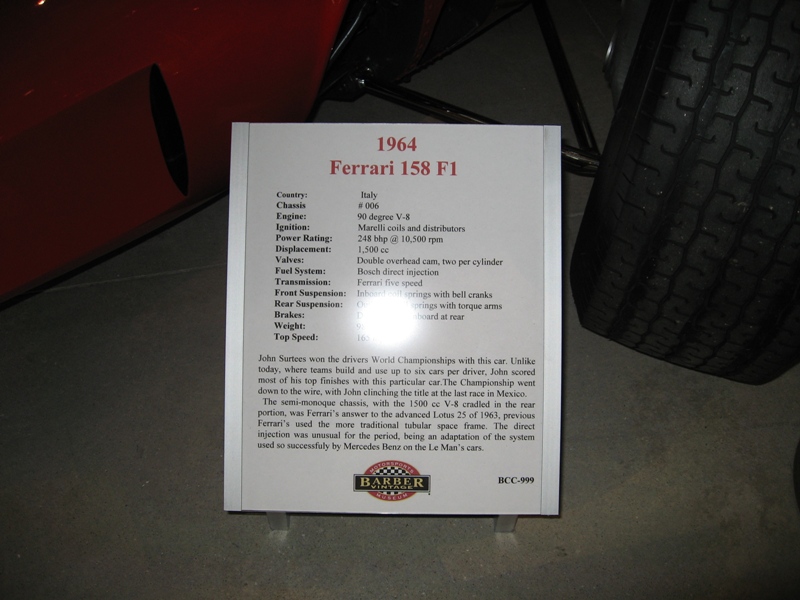 1964
Ferrari 158 F1
Country: Italy
Chassis # 006
Engine: 90 degree V-8
Ignition: Marelli coils and distributors
Power Rating: 248 bhp @ 10,500 rpm
Displacement: 1,500 cc
Valves: Double overhead cam, two per cylinder
Fuel System: Bosch direct injection
Transmission: Ferrari five speed
Front Suspension: Inboard springs with bell cranks
Rear Suspension: springs with torque arms
Brakes: at rear
Weight:
Top Speed:
John Surtees won the drivers World Championships with this car. Unlike
today, where teams build and use up to six cars per driver, John scored
most of his top finishes with this particular car.The Championship went
down to the wire, with John clinching the title at the last race in Mexico.
The semi-monoque chassis, with the 1500 cc V-8 cradled in the rear
portion, was Ferrari's answer to the advanced Lotus 25 of 1963, previous
Ferrari's used the more traditional tubular space frame. The direct
injection was unusual for the period, being an adaptation of the system
used so successfuly by Mercedes Benz on the Le Man's cars.
MOTORSPORTS
BARBER
VINTAGE
MUSEUM
BCC-999